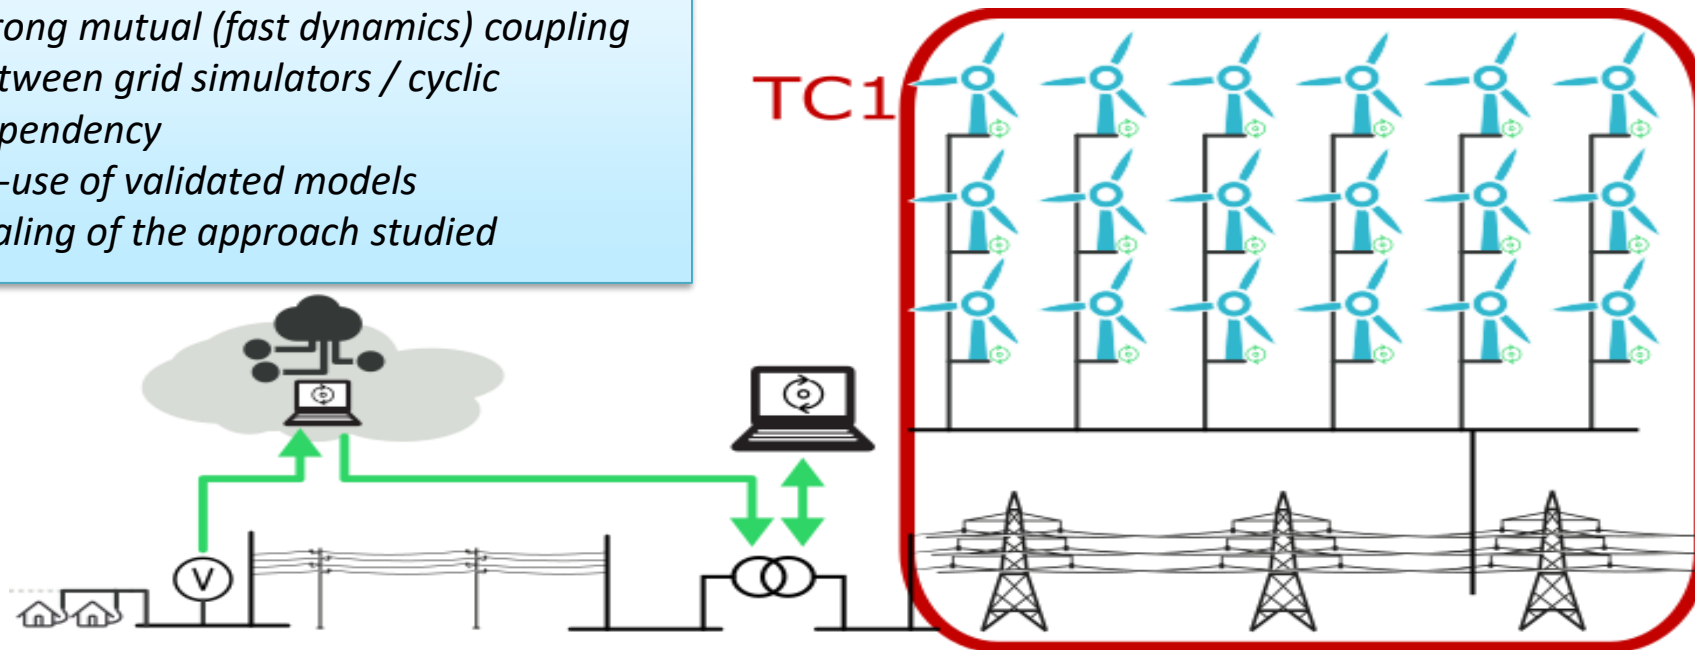 rong mutual (fast dynamics) coupling
tween grid simulators / cyclic
pendency
-use of validated models
aling of the approach studied
TC1
V